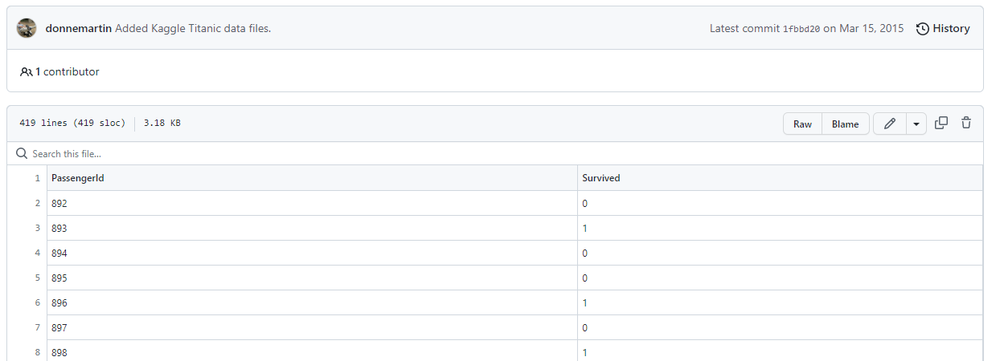 donnemartin Added Kaggle Titanic data files. Latest commit 1fbbd20 on Mar 15, 2015 History
1 contributor
419 lines (419 sloc) 3.18 KB Raw Blame
Search this file...
1 PassengerId Survived
2 892 0
3 893 1
4 894 0
5 895 0
6 896 1
7 897 0
8 898 1